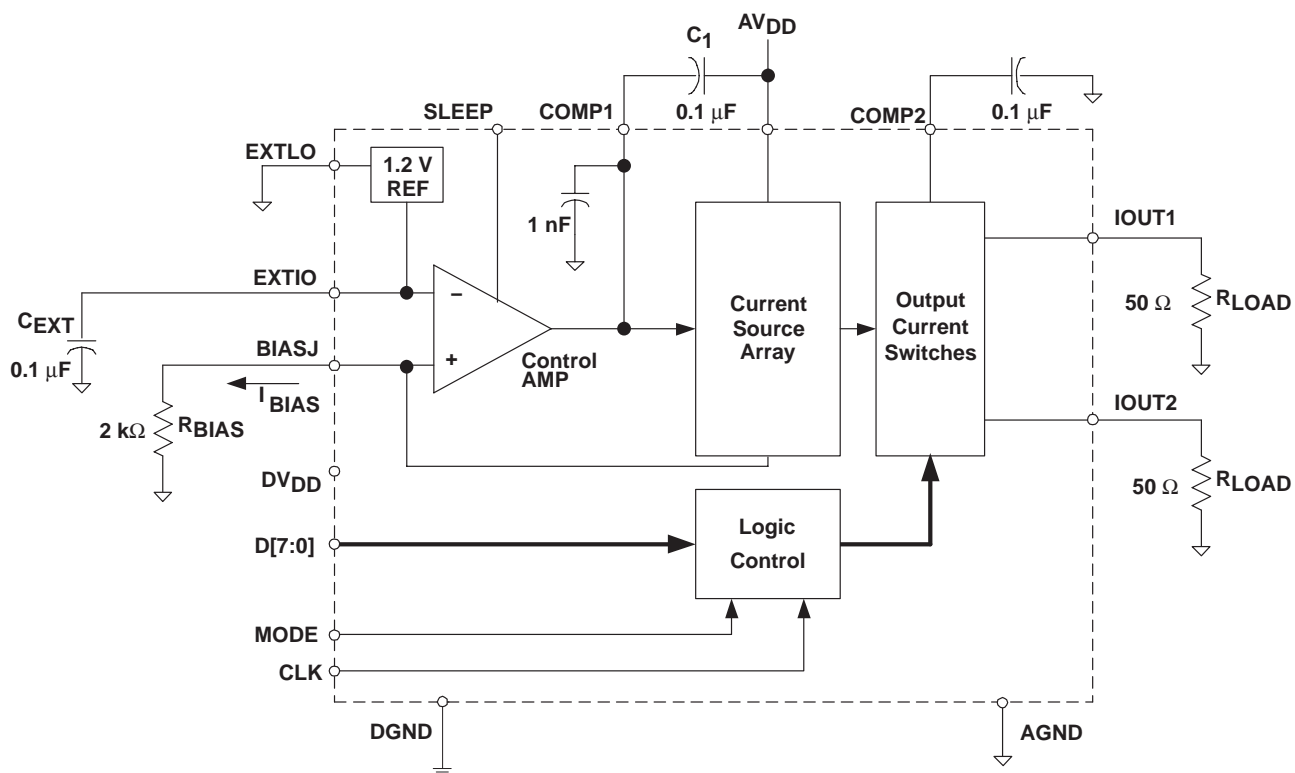 AVDD
C1
0.1 μF
0.1 μF
SLEEP
COMP1
COMP2
EXTLO
1.2 V
REF
1 nF
IOUT1
EXTIO
–
+
Control
AMP
Current
Source
Array
Output
Current
Switches
50 Ω
RLOAD
CEXT
0.1 μF
BIASJ
IBIAS
2 kΩ
RBIAS
IOUT2
DVDD
50 Ω
RLOAD
D[7:0]
Logic
Control
MODE
CLK
DGND
AGND